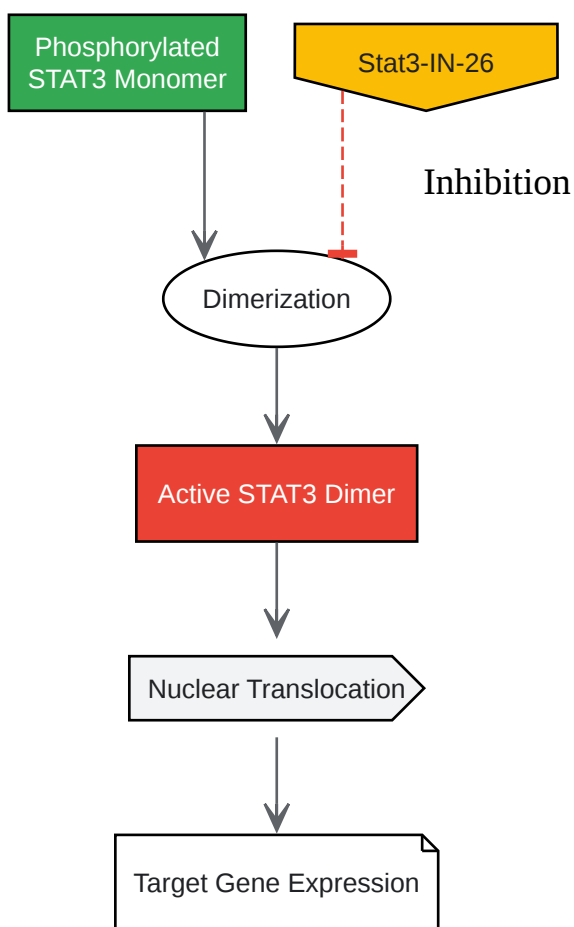 Phosphorylated
STAT3 Monomer
Stat3-IN-26
Inhibition
Dimerization
Active STAT3 Dimer
Nuclear Translocation
Target Gene Expression